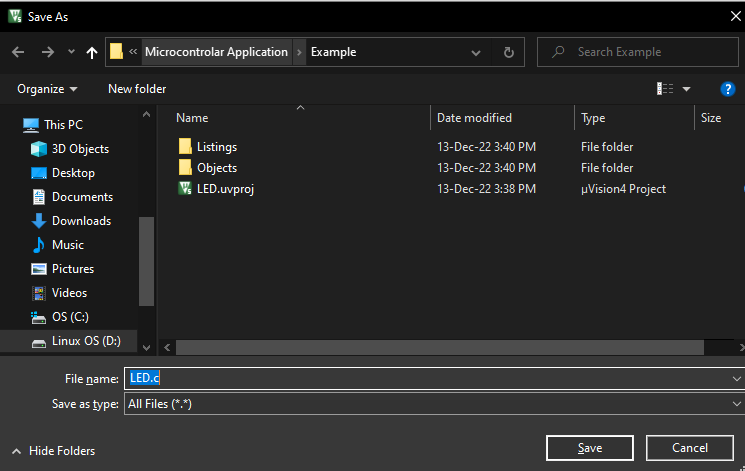 Save As
« Microcontrolar Application > Example
Search Example
Organize New folder
Name Date modified Type Size
This PC
3D Objects
Desktop
Documents
Downloads
Music
Pictures
Videos
OS (C:)
Linux OS (D:)
Listings 13-Dec-22 3:40 PM File folder
Objects 13-Dec-22 3:40 PM File folder
LED.uvproj 13-Dec-22 3:38 PM µVision4 Project
File name: LED.c
Save as type: All Files (*.*)
Hide Folders
Save Cancel